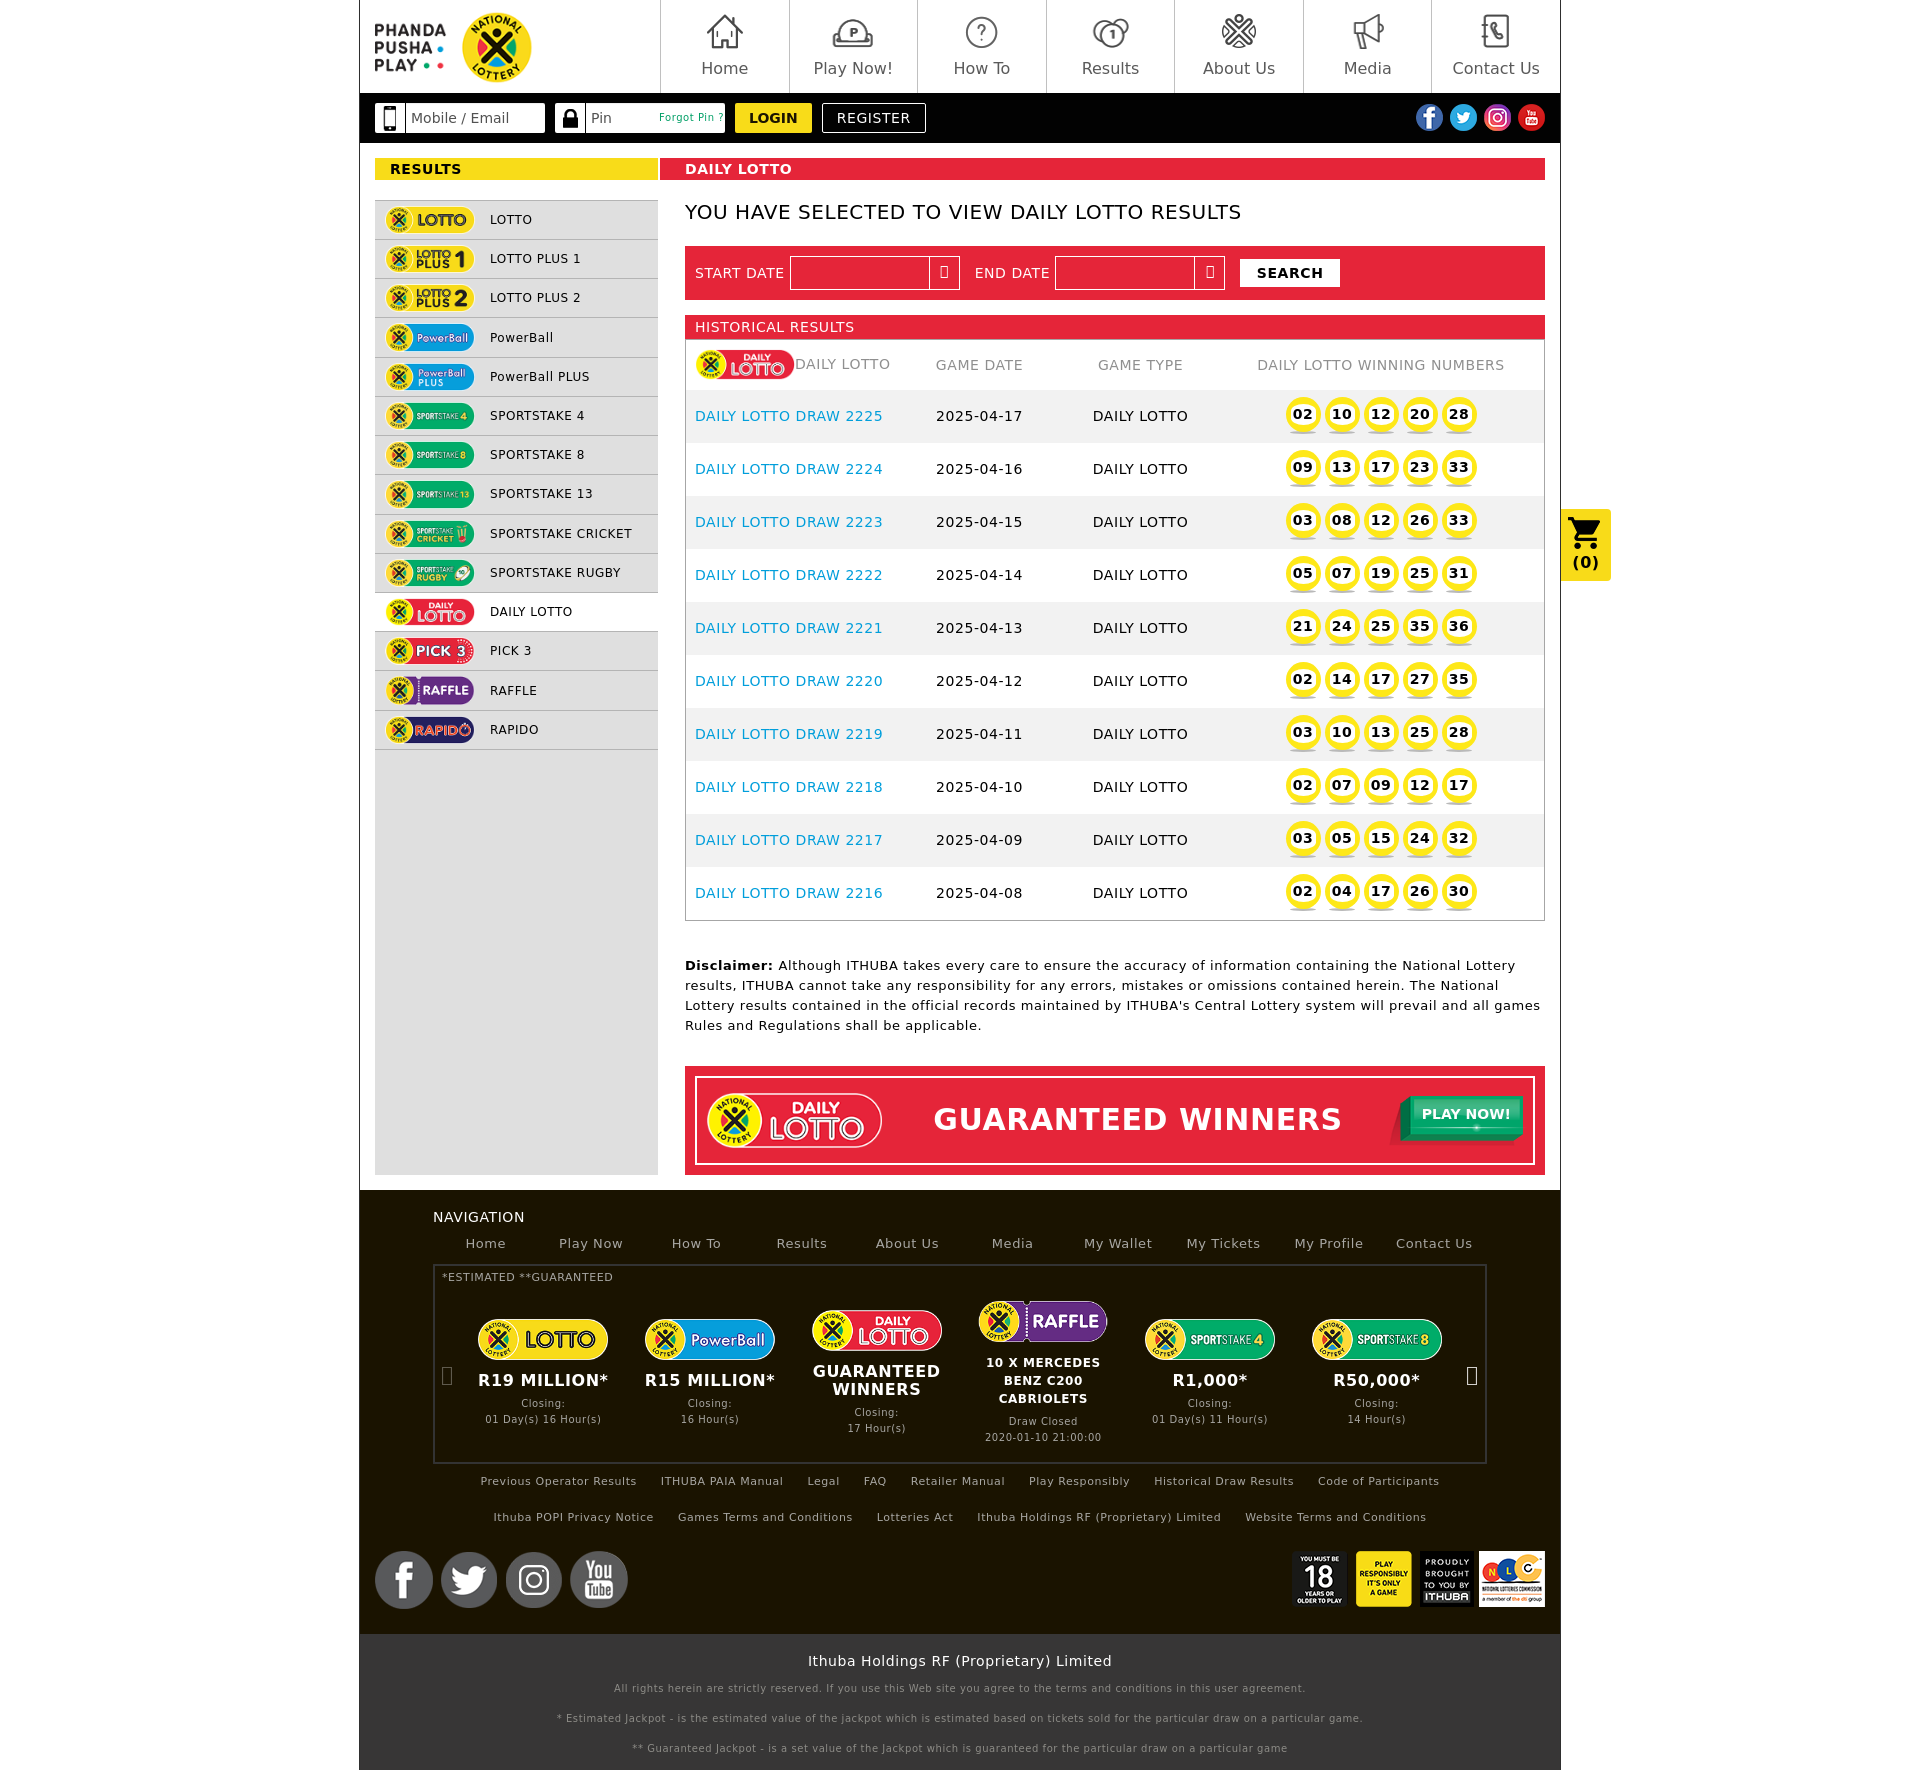 PHANDA
PUSHA
PLAY
NATIONAL
LOTTERY
Home
Play Now!
How To
Results
About Us
Media
Contact Us
Mobile / Email
Pin
Forgot Pin ?
LOGIN
REGISTER
RESULTS
DAILY LOTTO
LOTTO LOTTO
LOTTO PLUS 1 LOTTO PLUS 1
LOTTO PLUS 2 LOTTO PLUS 2
PowerBall PowerBall
PowerBall PLUS PowerBall PLUS
SPORTSTAKE 4 SPORTSTAKE 4
SPORTSTAKE 8 SPORTSTAKE 8
SPORTSTAKE 13 SPORTSTAKE 13
SPORTSTAKE CRICKET SPORTSTAKE CRICKET
SPORTSTAKE RUGBY SPORTSTAKE RUGBY
DAILY LOTTO DAILY LOTTO
PICK 3 PICK 3
RAFFLE RAFFLE
RAPIDO RAPIDO
YOU HAVE SELECTED TO VIEW DAILY LOTTO RESULTS
START DATE END DATE SEARCH
HISTORICAL RESULTS
DAILY LOTTO DAILY LOTTO GAME DATE GAME TYPE DAILY LOTTO WINNING NUMBERS
DAILY LOTTO DRAW 2225 2025-04-17 DAILY LOTTO 02 10 12 20 28
DAILY LOTTO DRAW 2224 2025-04-16 DAILY LOTTO 09 13 17 23 33
DAILY LOTTO DRAW 2223 2025-04-15 DAILY LOTTO 03 08 12 26 33
DAILY LOTTO DRAW 2222 2025-04-14 DAILY LOTTO 05 07 19 25 31
DAILY LOTTO DRAW 2221 2025-04-13 DAILY LOTTO 21 24 25 35 36
DAILY LOTTO DRAW 2220 2025-04-12 DAILY LOTTO 02 14 17 27 35
DAILY LOTTO DRAW 2219 2025-04-11 DAILY LOTTO 03 10 13 25 28
DAILY LOTTO DRAW 2218 2025-04-10 DAILY LOTTO 02 07 09 12 17
DAILY LOTTO DRAW 2217 2025-04-09 DAILY LOTTO 03 05 15 24 32
DAILY LOTTO DRAW 2216 2025-04-08 DAILY LOTTO 02 04 17 26 30
(0)
Disclaimer: Although ITHUBA takes every care to ensure the accuracy of information containing the National Lottery
results, ITHUBA cannot take any responsibility for any errors, mistakes or omissions contained herein. The National
Lottery results contained in the official records maintained by ITHUBA's Central Lottery system will prevail and all games
Rules and Regulations shall be applicable.
NATIONAL LOTTERY DAILY LOTTO GUARANTEED WINNERS PLAY NOW!
NAVIGATION
Home Play Now How To Results About Us Media My Wallet My Tickets My Profile Contact Us
*ESTIMATED **GUARANTEED
LOTTO
R19 MILLION*
Closing:
01 Day(s) 16 Hour(s)
PowerBall
R15 MILLION*
Closing:
16 Hour(s)
DAILY LOTTO
GUARANTEED
WINNERS
Closing:
17 Hour(s)
RAFFLE
10 X MERCEDES
BENZ C200
CABRIOLETS
Draw Closed
2020-01-10 21:00:00
SPORTSTAKE 4
R1,000*
Closing:
01 Day(s) 11 Hour(s)
SPORTSTAKE 8
R50,000*
Closing:
14 Hour(s)
Previous Operator Results ITHUBA PAIA Manual Legal FAQ Retailer Manual Play Responsibly Historical Draw Results Code of Participants
Ithuba POPI Privacy Notice Games Terms and Conditions Lotteries Act Ithuba Holdings RF (Proprietary) Limited Website Terms and Conditions
You
Tube
YOU MUST BE
18
YEARS OR
OLDER TO PLAY
PLAY
RESPONSIBLY
IT'S ONLY
A GAME
PROUDLY
BROUGHT
TO YOU BY
ITHUBA
NLC
NATIONAL LOTTERIES COMMISSION
a member of the dti group
Ithuba Holdings RF (Proprietary) Limited
All rights herein are strictly reserved. If you use this Web site you agree to the terms and conditions in this user agreement.
* Estimated Jackpot - is the estimated value of the jackpot which is estimated based on tickets sold for the particular draw on a particular game.
** Guaranteed Jackpot - is a set value of the Jackpot which is guaranteed for the particular draw on a particular game